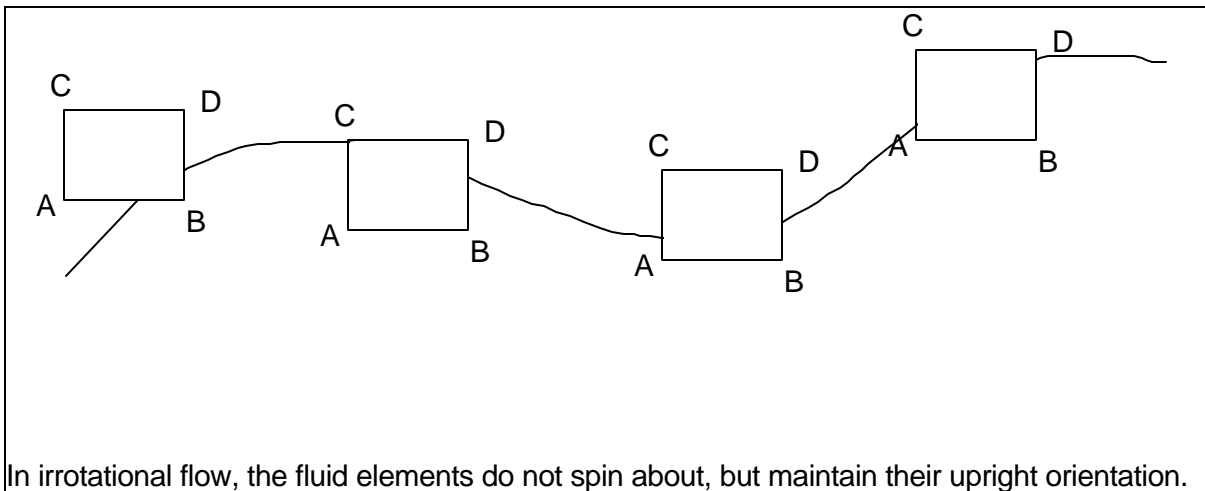 C D
A B
C D
A B
C D
A B
C D
A B
In irrotational flow, the fluid elements do not spin about, but maintain their upright orientation.